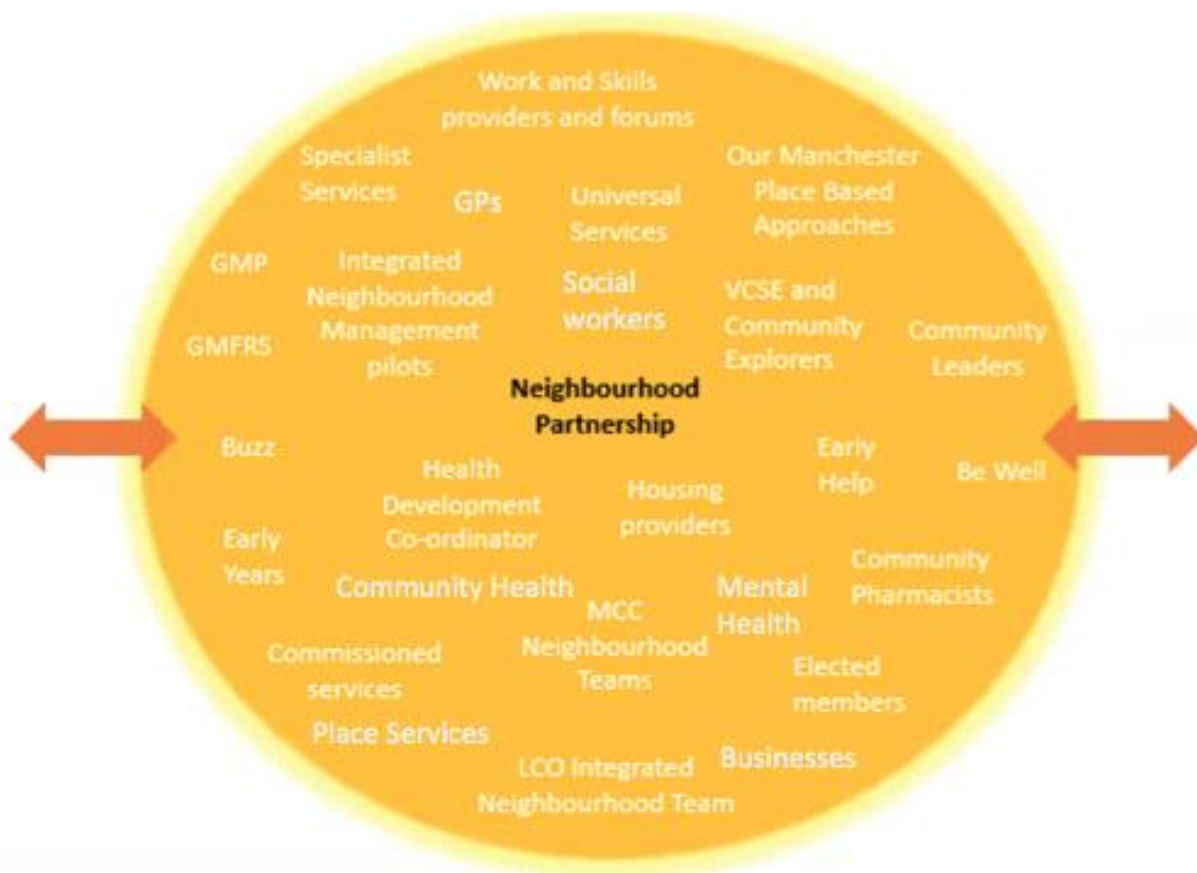 Work and Skills
providers and forums
Specialist
Services
GPs
Universal
Services
Our Manchester
Place Based
Approaches
GMP
Integrated
Neighbourhood
Management
pilots
Social
workers
VCSE and
Community
Explorers
GMFRS
Community
Leaders
Neighbourhood
Partnership
Buzz
Health
Development
Co-ordinator
Housing
providers
Early
Help
Be Well
Early
Years
Community Health
MCC
Neighbourhood
Teams
Mental
Health
Community
Pharmacists
Commissioned
services
Elected
members
Place Services
LCO Integrated
Neighbourhood Team
Businesses